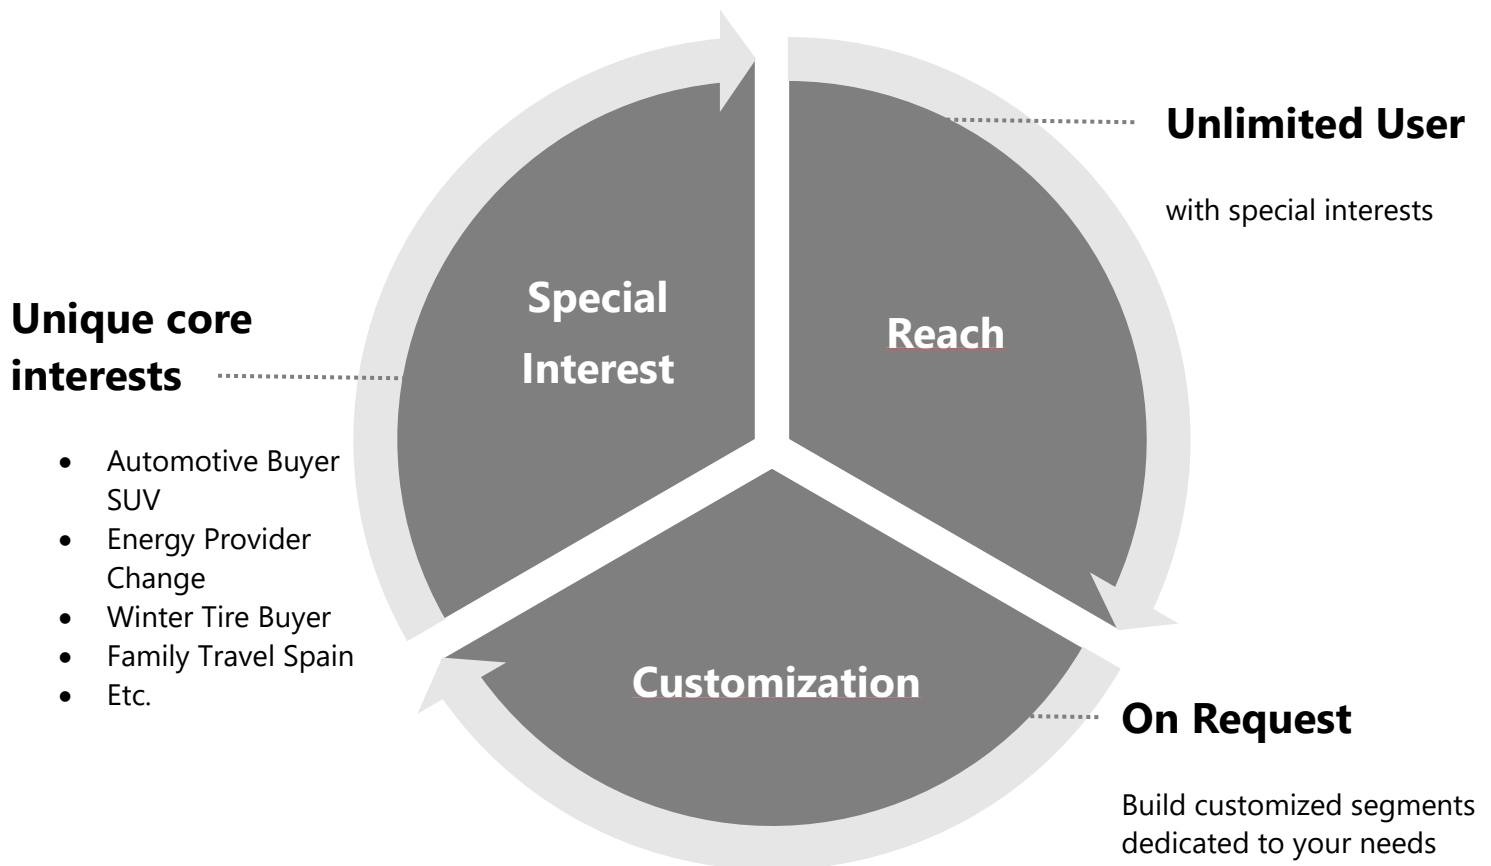 Unlimited User
with special interests
Special
Interest
Reach
Unique core
interests
• Automotive Buyer
SUV
• Energy Provider
Change
• Winter Tire Buyer
• Family Travel Spain
• Etc.
Customization
On Request
Build customized segments
dedicated to your needs